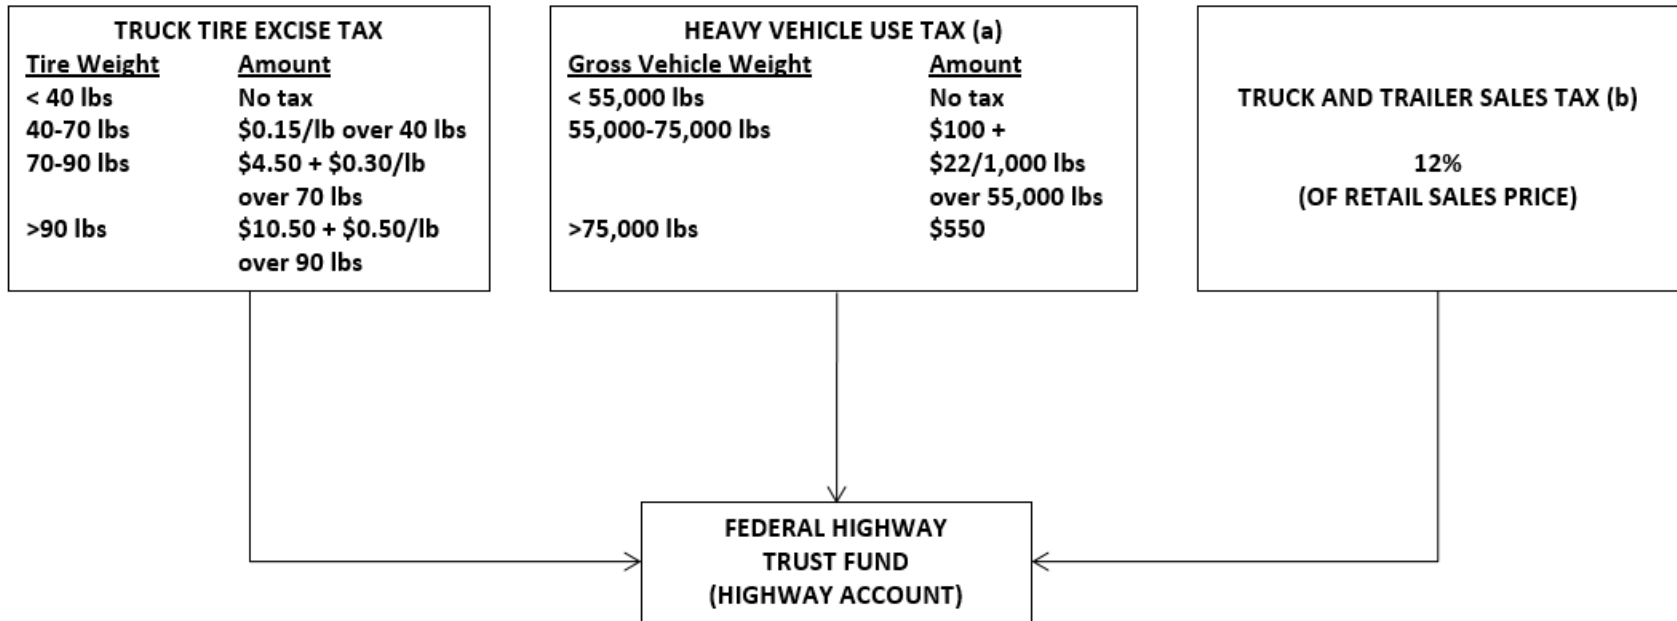 TRUCK TIRE EXCISE TAX
Tire Weight Amount
< 40 lbs No tax
40-70 lbs $0.15/lb over 40 lbs
70-90 lbs $4.50 + $0.30/lb
over 70 lbs
>90 lbs $10.50 + $0.50/lb
over 90 lbs
HEAVY VEHICLE USE TAX (a)
Gross Vehicle Weight Amount
< 55,000 lbs No tax
55,000-75,000 lbs $100 +
$22/1,000 lbs
over 55,000 lbs
>75,000 lbs $550
TRUCK AND TRAILER SALES TAX (b)
12%
(OF RETAIL SALES PRICE)
FEDERAL HIGHWAY
TRUST FUND
(HIGHWAY ACCOUNT)